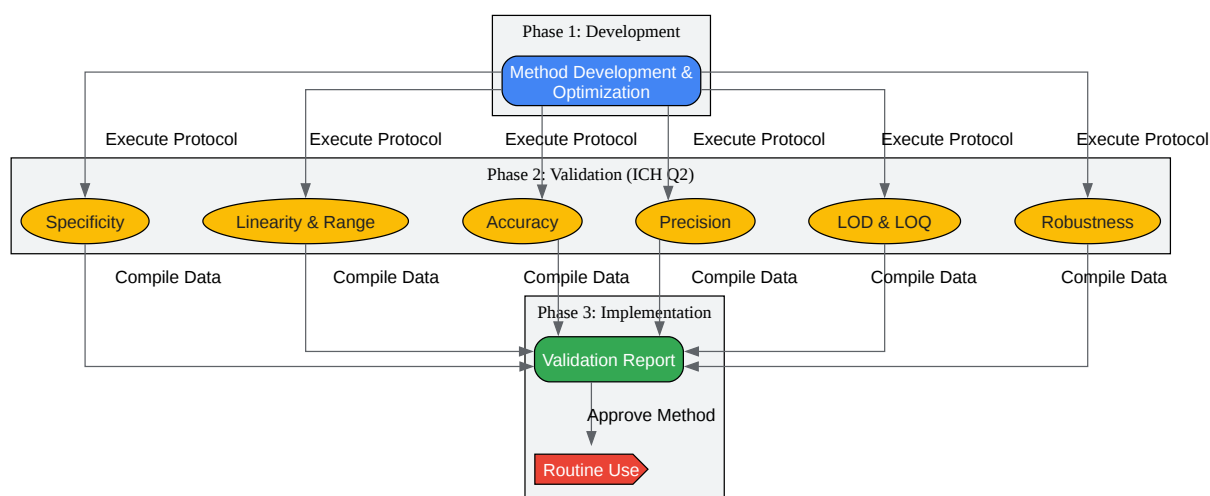 Phase 1: Development
Method Development &
Optimization
Execute Protocol
Execute Protocol
Execute Protocol
Execute Protocol
Execute Protocol
Execute Protocol
Phase 2: Validation (ICH Q2)
Specificity
Linearity & Range
Accuracy
Precision
LOD & LOQ
Robustness
Compile Data
Compile Data
Compile Data
Compile Data
Compile Data
Compile Data
Phase 3: Implementation
Validation Report
Approve Method
Routine Use